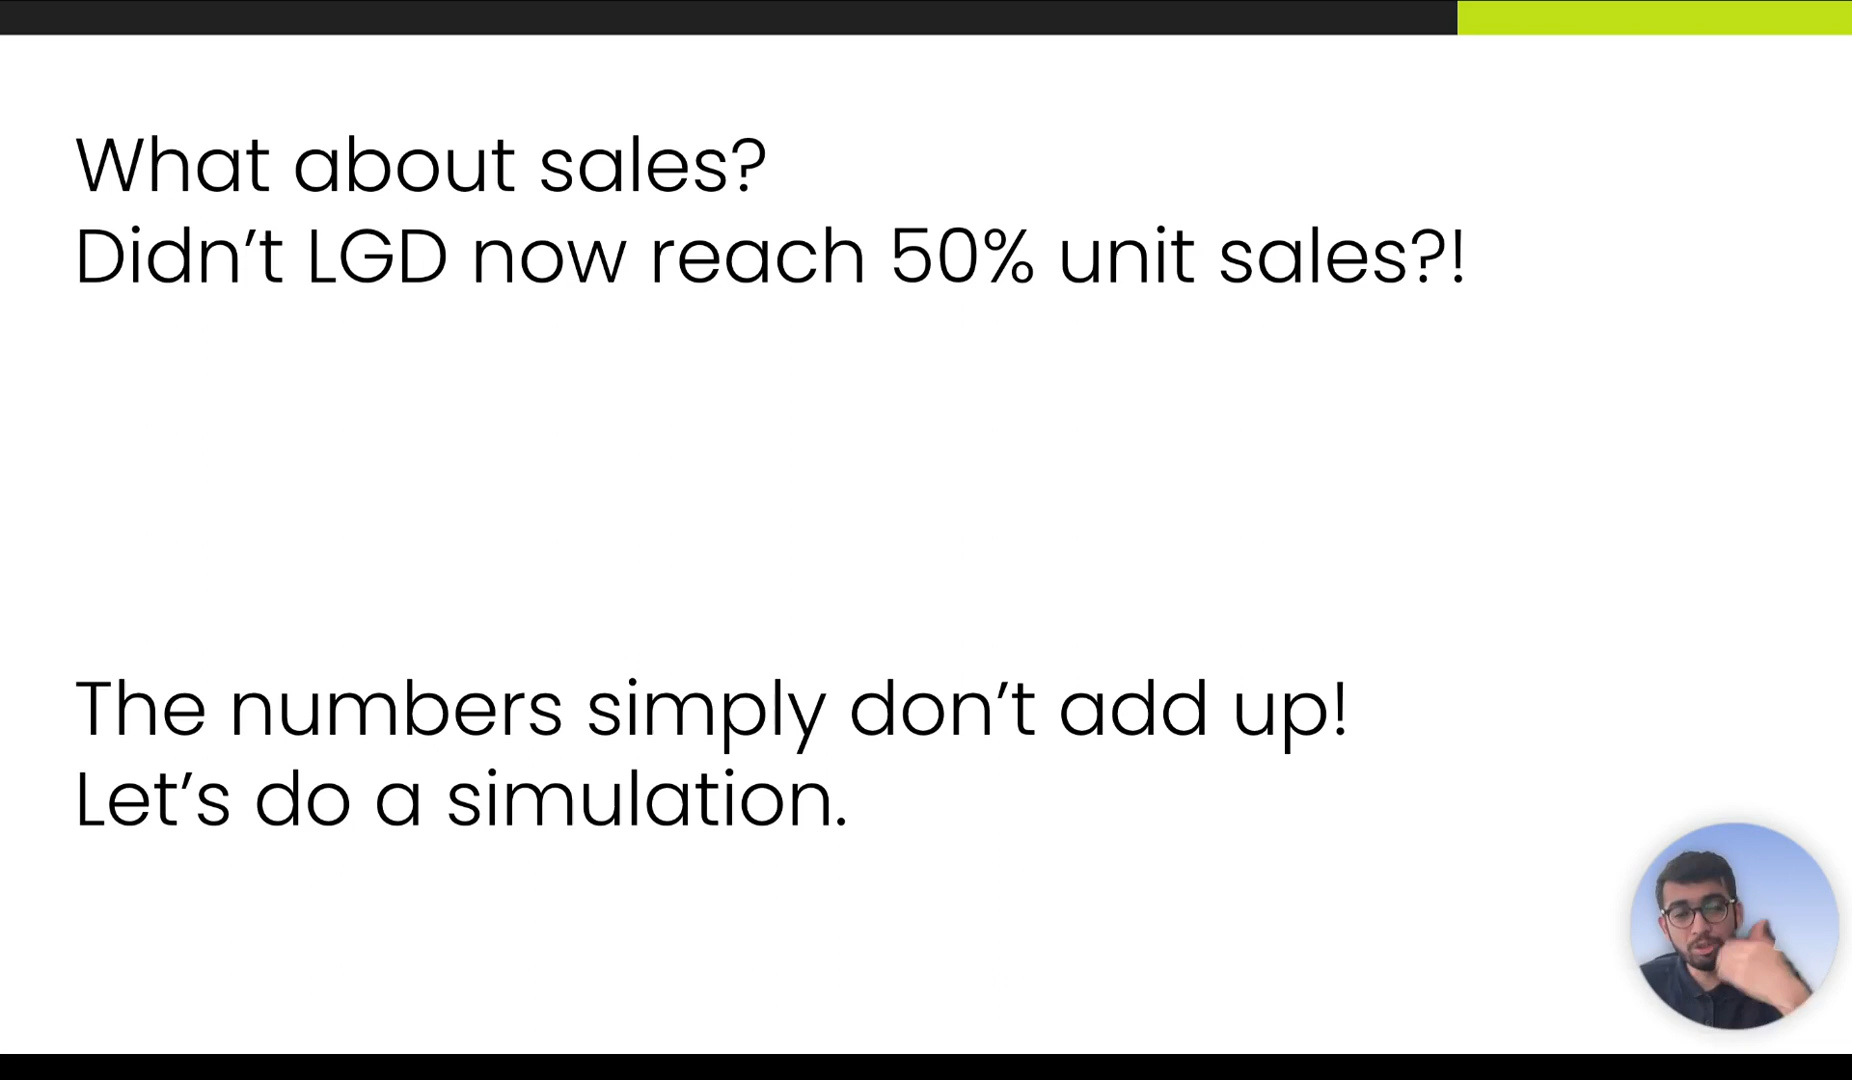 What about sales?
Didn’t LGD now reach 50% unit sales?!
The numbers simply don’t add up!
Let’s do a simulation.